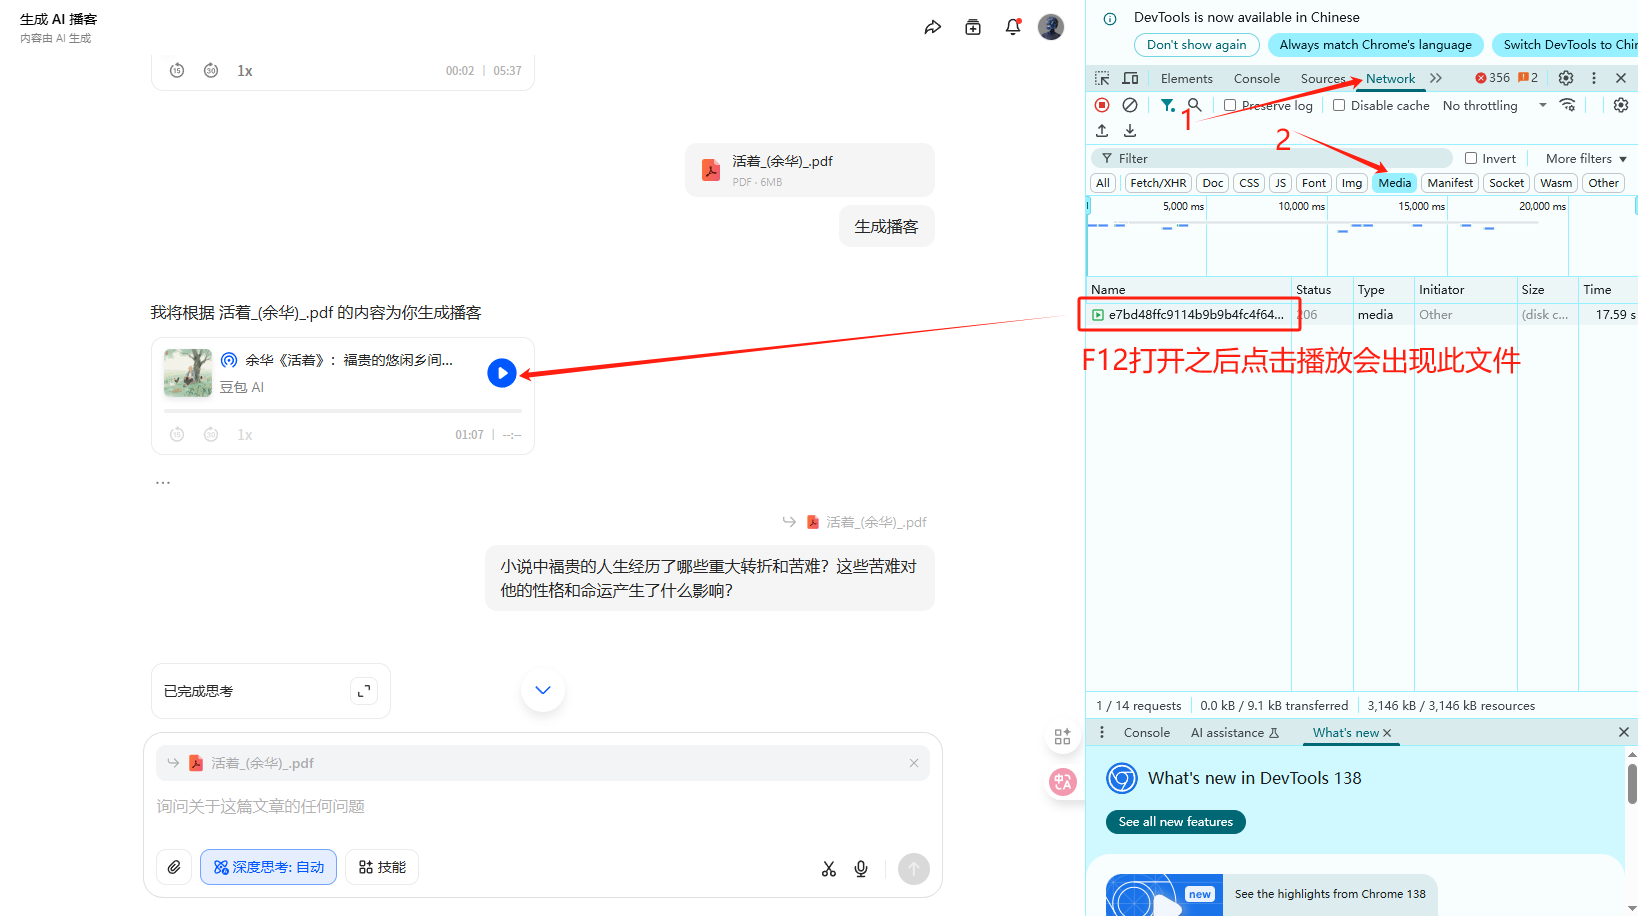 生成 AI 播客
内容由 AI 生成
15 30 1x 00:02 | 05:37
活着_(余华)_.pdf
PDF · 6MB
生成播客
我将根据 活着_(余华)_.pdf 的内容为你生成播客
余华《活着》：福贵的悠闲乡间...
豆包 AI
15 30 1x 01:07 | --:--
...
活着_(余华)_.pdf
小说中福贵的人生经历了哪些重大转折和苦难？这些苦难对
他的性格和命运产生了什么影响？
已完成思考
活着_(余华)_.pdf
询问关于这篇文章的任何问题
深度思考: 自动 技能
DevTools is now available in Chinese
Don't show again Always match Chrome's language Switch DevTools to Chin
Elements Console Sources Network 356 2
Preserve log Disable cache No throttling
1
2
Filter Invert More filters
All Fetch/XHR Doc CSS JS Font Img Media Manifest Socket Wasm Other
5,000 ms 10,000 ms 15,000 ms 20,000 ms
Name Status Type Initiator Size Time
e7bd48ffc9114b9b9b4fc4f64... 206 media Other (disk c... 17.59 s
F12打开之后点击播放会出现此文件
1 / 14 requests 0.0 kB / 9.1 kB transferred 3,146 kB / 3,146 kB resources
Console AI assistance What's new
What's new in DevTools 138
See all new features
new
See the highlights from Chrome 138
中A